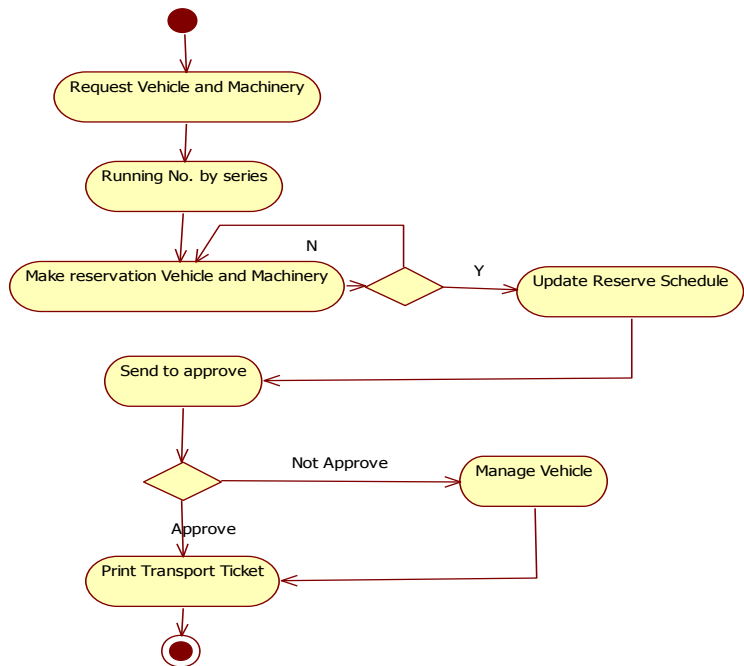 Request Vehicle and Machinery
Running No. by series
N
Make reservation Vehicle and Machinery
Y
Update Reserve Schedule
Send to approve
Not Approve
Manage Vehicle
Approve
Print Transport Ticket